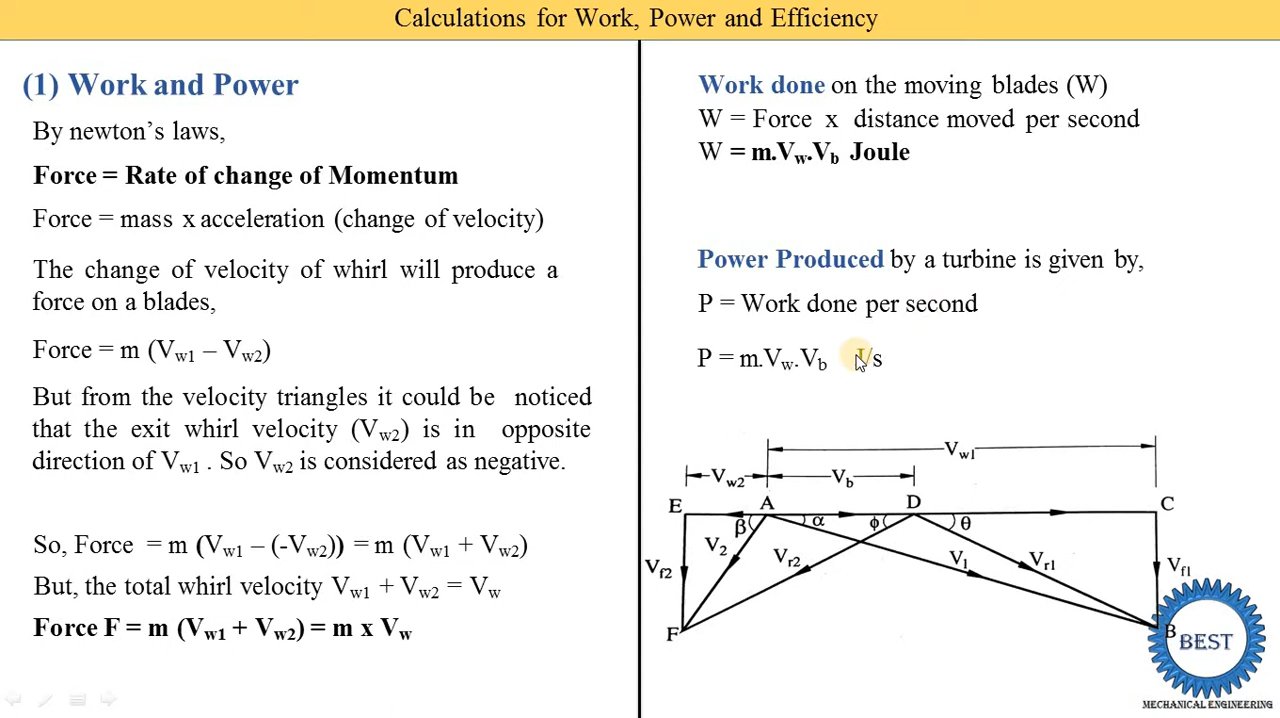 Calculations for Work, Power and Efficiency
(1) Work and Power
By newton's laws,
Force = Rate of change of Momentum
Force = mass x acceleration (change of velocity)
The change of velocity of whirl will produce a
force on a blades,
Force = m (Vw1 – Vw2)
But from the velocity triangles it could be noticed
that the exit whirl velocity (Vw2) is in opposite
direction of Vw1 . So Vw2 is considered as negative.
So, Force = m (Vw1 – (-Vw2)) = m (Vw1 + Vw2)
But, the total whirl velocity Vw1 + Vw2 = Vw
Force F = m (Vw1 + Vw2) = m x Vw
Work done on the moving blades (W)
W = Force x distance moved per second
W = m.Vw.Vb Joule
Power Produced by a turbine is given by,
P = Work done per second
P = m.Vw.Vb J/s
Vw1
Vw2 Vb
E A D C
β α ϕ θ
V2 Vr2 V1 Vr1
Vf2 Vf1
F B
BEST
MECHANICAL ENGINEERING